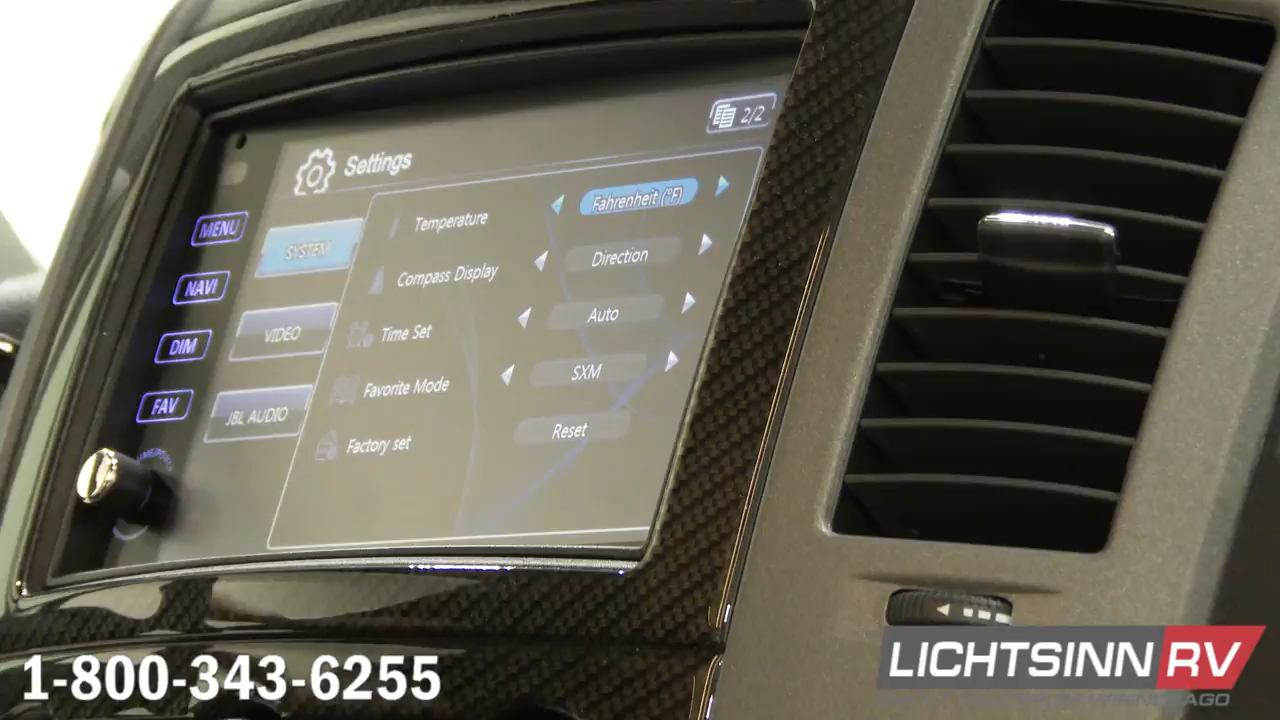 2/2
Settings
MENU
NAVI
DIM
FAV
SYSTEM
VIDEO
JBL AUDIO
Temperature Fahrenheit (°F)
Compass Display Direction
Time Set Auto
Favorite Mode SXM
Factory set Reset
1-800-343-6255
LICHTSINN RV